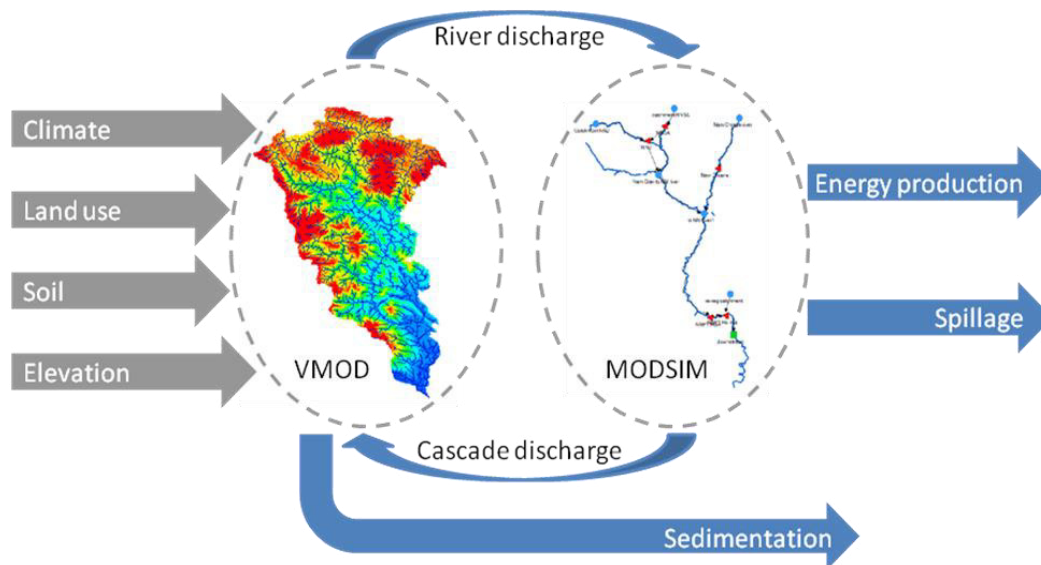 River discharge
Climate
Land use
Soil
Elevation
VMOD
MODSIM
Energy production
Spillage
Cascade discharge
Sedimentation